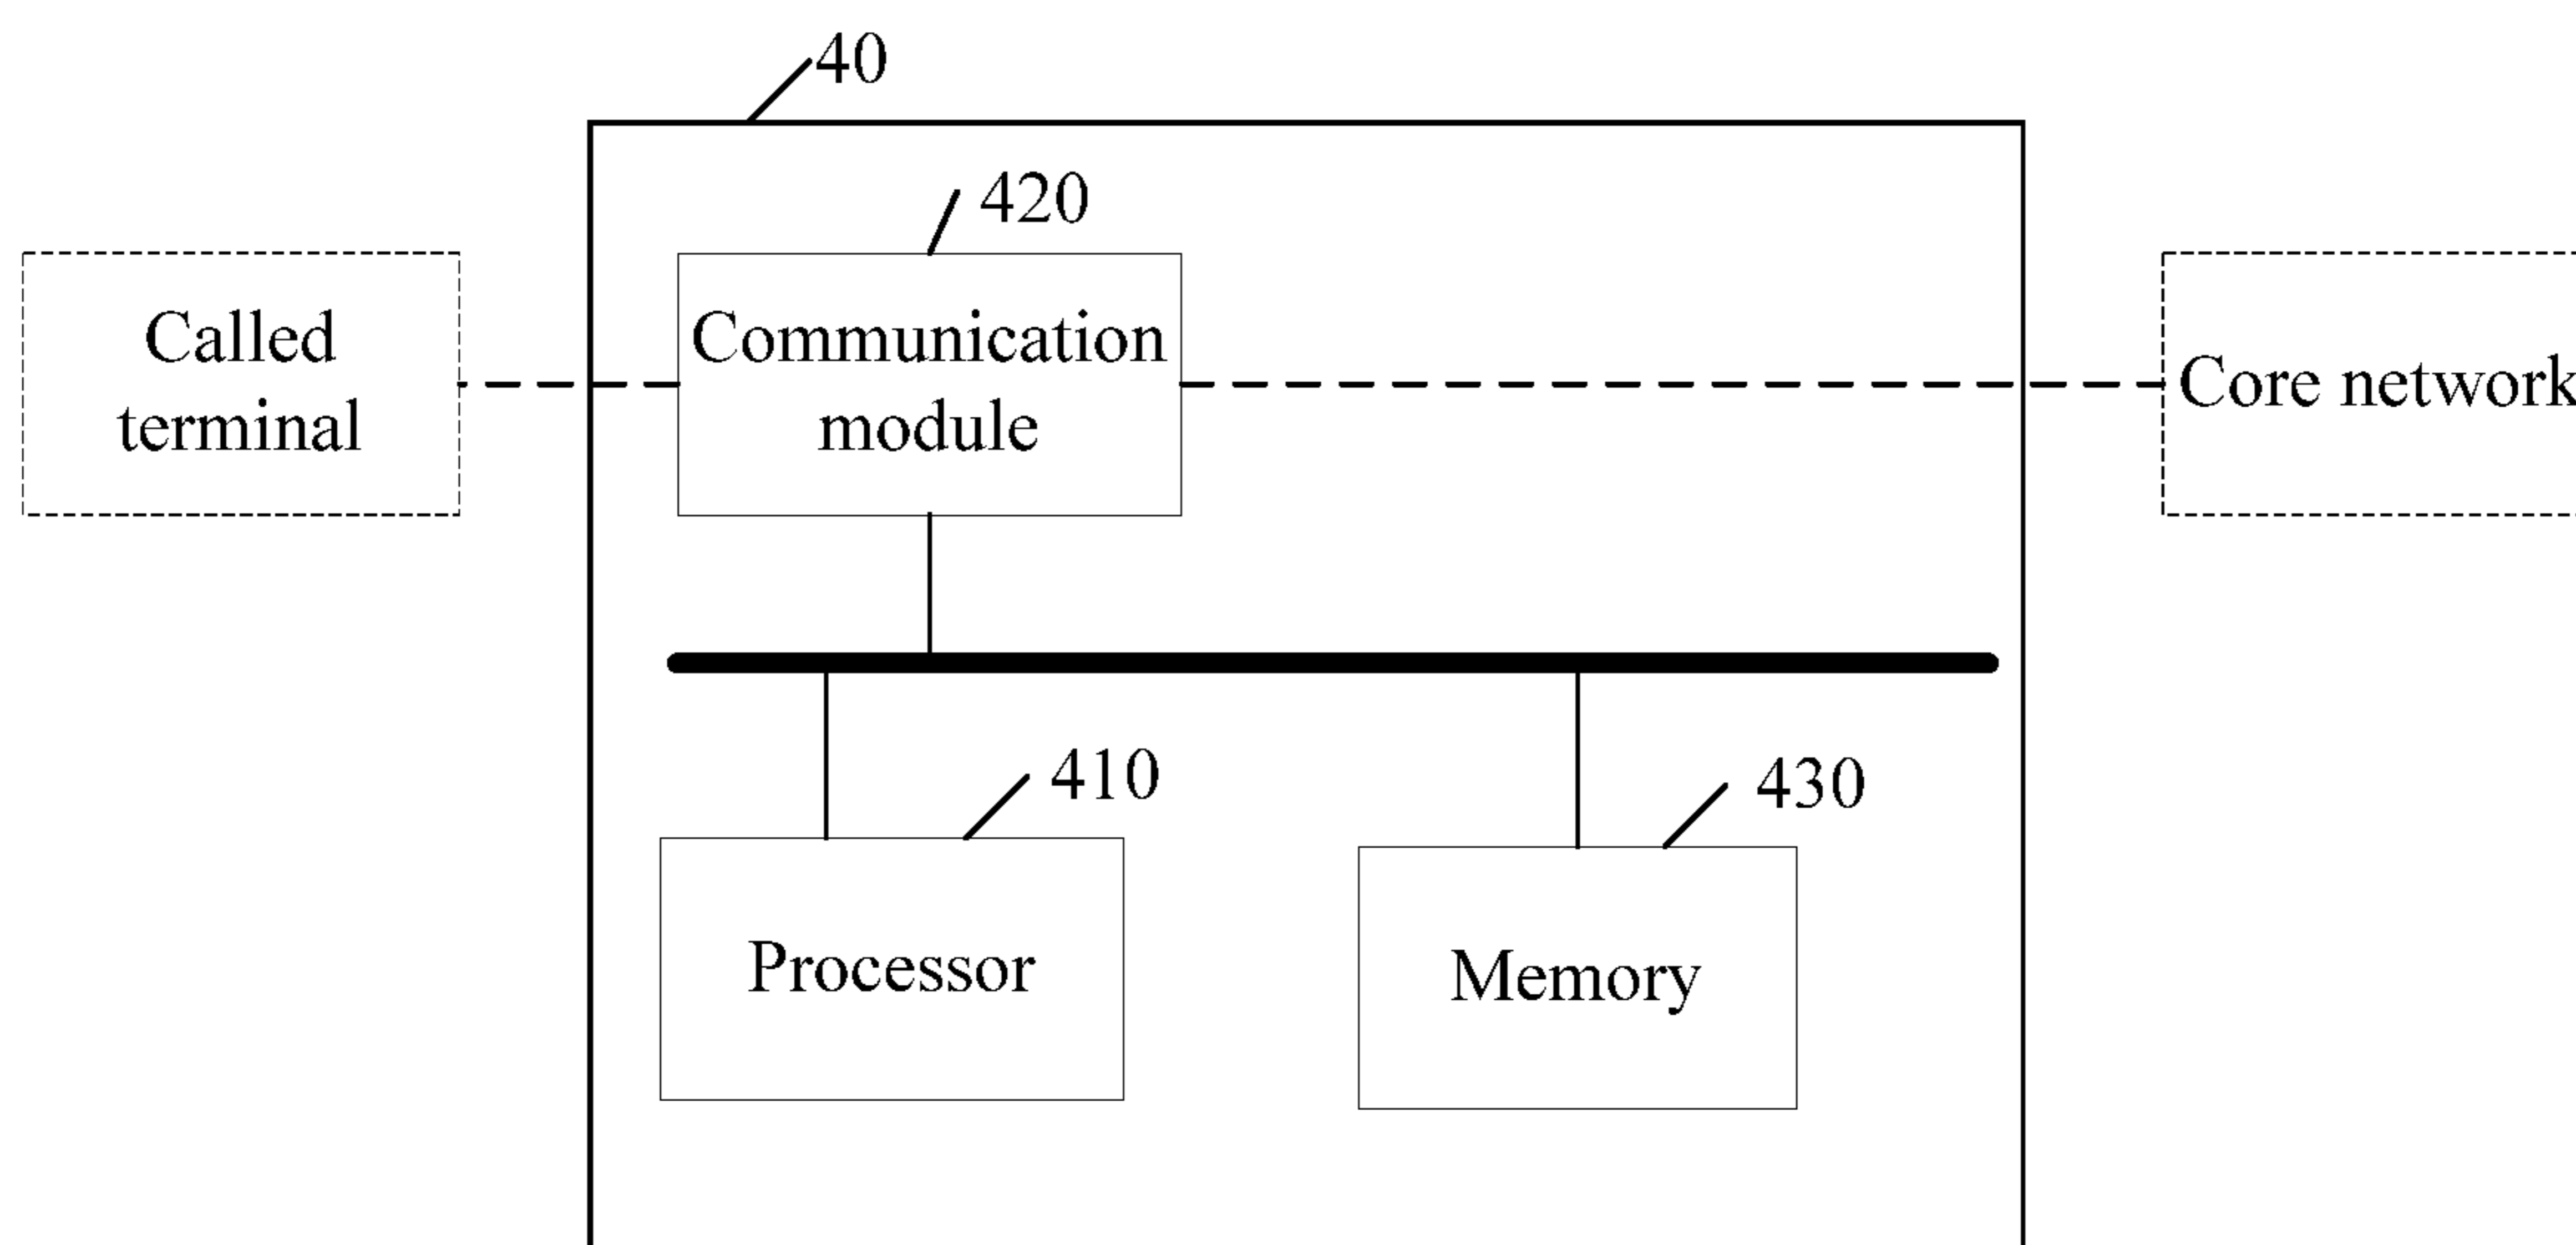 40
420
Called
terminal
Communication
module
Core network
410
430
Processor
Memory